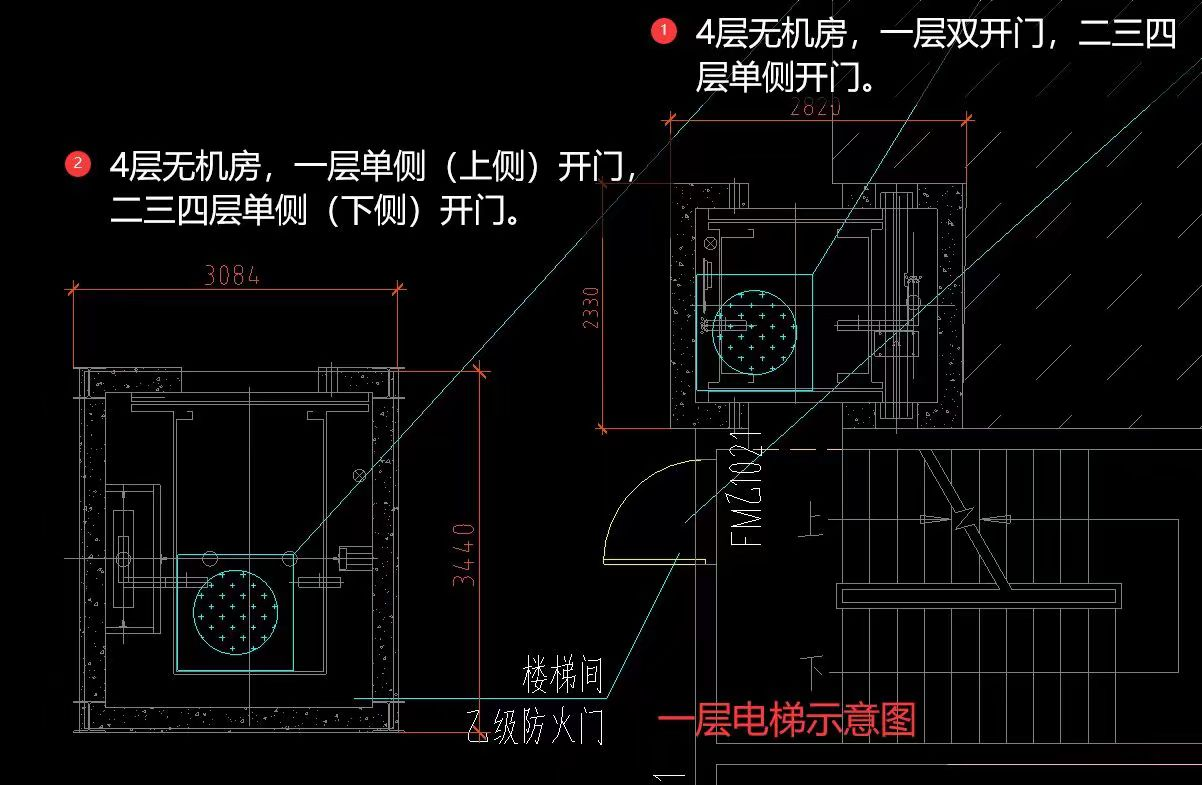 1 4层无机房，一层双开门，二三四
层单侧开门。
2820
2 4层无机房，一层单侧（上侧）开门，
二三四层单侧（下侧）开门。
3084
2330
3440
FMZ1021
上
下
楼梯间
乙级防火门
一层电梯示意图
1